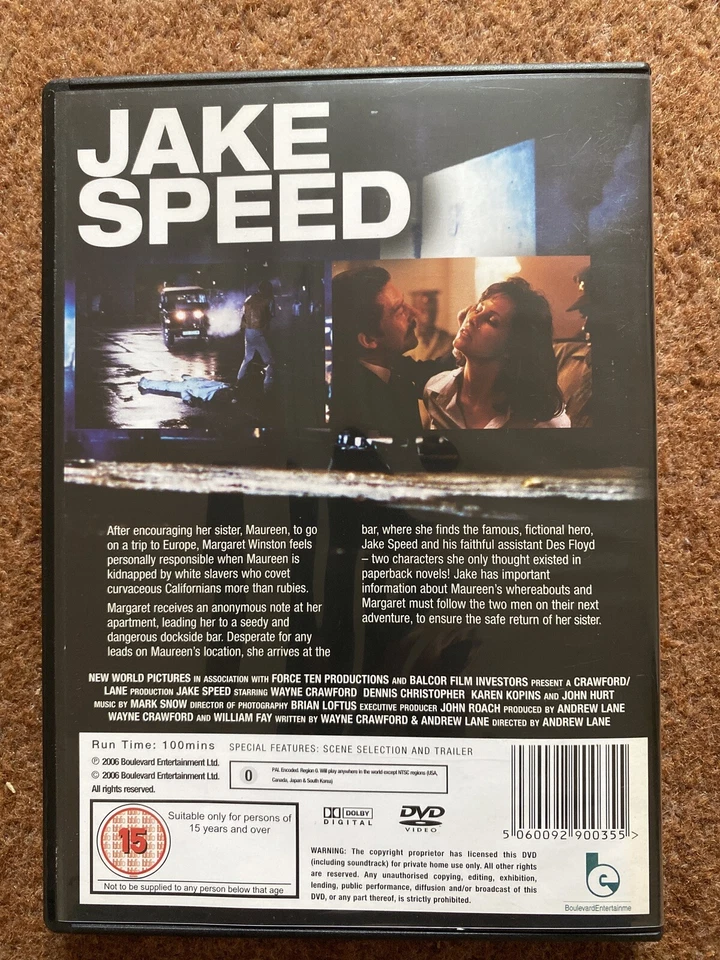 JAKE
SPEED
After encouraging her sister, Maureen, to go
on a trip to Europe, Margaret Winston feels
personally responsible when Maureen is
kidnapped by white slavers who covet
curvaceous Californians more than rubies.
Margaret receives an anonymous note at her
apartment, leading her to a seedy and
dangerous dockside bar. Desperate for any
leads on Maureen's location, she arrives at the
bar, where she finds the famous, fictional hero,
Jake Speed and his faithful assistant Des Floyd
– two characters she only thought existed in
paperback novels! Jake has important
information about Maureen's whereabouts and
Margaret must follow the two men on their next
adventure, to ensure the safe return of her sister.
NEW WORLD PICTURES IN ASSOCIATION WITH FORCE TEN PRODUCTIONS AND BALCOR FILM INVESTORS PRESENT A CRAWFORD/
LANE PRODUCTION JAKE SPEED STARRING WAYNE CRAWFORD DENNIS CHRISTOPHER KAREN KOPINS AND JOHN HURT
MUSIC BY MARK SNOW DIRECTOR OF PHOTOGRAPHY BRIAN LOFTUS EXECUTIVE PRODUCER JOHN ROACH PRODUCED BY ANDREW LANE
WAYNE CRAWFORD AND WILLIAM FAY WRITTEN BY WAYNE CRAWFORD & ANDREW LANE DIRECTED BY ANDREW LANE
Run Time: 100mins
SPECIAL FEATURES: SCENE SELECTION AND TRAILER
℗ 2006 Boulevard Entertainment Ltd.
© 2006 Boulevard Entertainment Ltd.
All rights reserved.
0
PAL Encoded. Region 0. Will play anywhere in the world except NTSC regions (USA,
Canada, Japan & South Korea)
15
Suitable only for persons of
15 years and over
Not to be supplied to any person below that age
DOLBY
DIGITAL
DVD
VIDEO
WARNING: The copyright proprietor has licensed this DVD
(including soundtrack) for private home use only. All other rights
are reserved. Any unauthorised copying, editing, exhibition,
lending, public performance, diffusion and/or broadcast of this
DVD, or any part thereof, is strictly prohibited.
5 060092 900355 >
be
BoulevardEntertainme